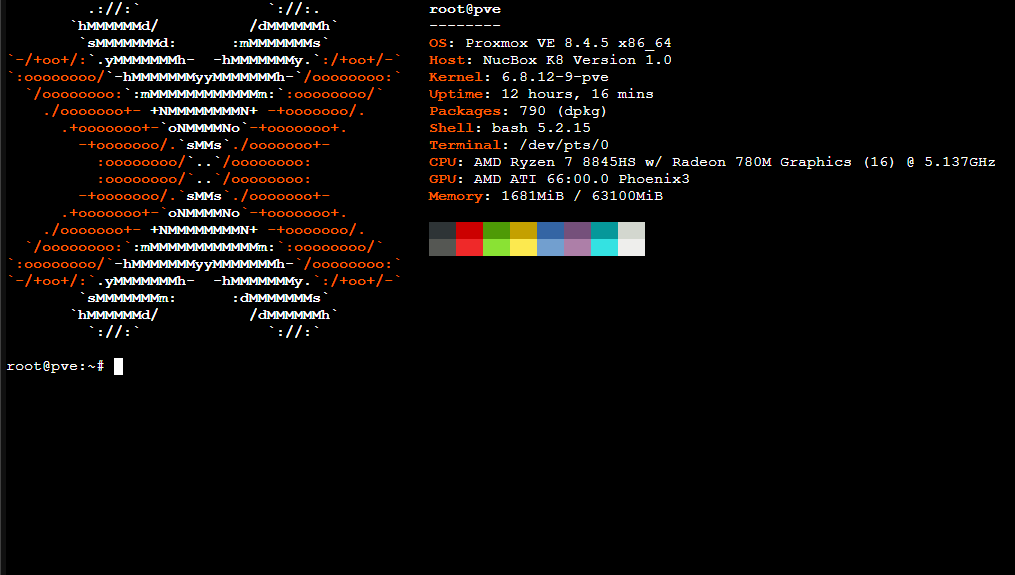 .://:`              `://:.            root@pve
`hMMMMMMd/          /dMMMMMMh`           --------
`sMMMMMMMd:      :mMMMMMMMs`            OS: Proxmox VE 8.4.5 x86_64
`-/+oo+/:`.yMMMMMMMh-  -hMMMMMMMy.`:/+oo+/-`   Host: NucBox K8 Version 1.0
`:oooooooo/`-hMMMMMMMyyMMMMMMMh-`/oooooooo:`   Kernel: 6.8.12-9-pve
`/oooooooo:`:mMMMMMMMMMMMMm:`:oooooooo/`     Uptime: 12 hours, 16 mins
./ooooooo+- +NMMMMMMMMN+ -+ooooooo/.       Packages: 790 (dpkg)
.+ooooooo+-`oNMMMMNo`-+ooooooo+.         Shell: bash 5.2.15
-+ooooooo/.`sMMs`./ooooooo+-           Terminal: /dev/pts/0
:oooooooo/`..`/oooooooo:             CPU: AMD Ryzen 7 8845HS w/ Radeon 780M Graphics (16) @ 5.137GHz
:oooooooo/`..`/oooooooo:             GPU: AMD ATI 66:00.0 Phoenix3
-+ooooooo/.`sMMs`./ooooooo+-           Memory: 1681MiB / 63100MiB
.+ooooooo+-`oNMMMMNo`-+ooooooo+.
./ooooooo+- +NMMMMMMMMN+ -+ooooooo/.
`/oooooooo:`:mMMMMMMMMMMMMm:`:oooooooo/`
`:oooooooo/`-hMMMMMMMyyMMMMMMMh-`/oooooooo:`
`-/+oo+/:`.yMMMMMMMh-  -hMMMMMMMy.`:/+oo+/-`
`sMMMMMMMm:      :dMMMMMMMs`
`hMMMMMMd/          /dMMMMMMh`
`://:`              `://:`
root@pve:~#